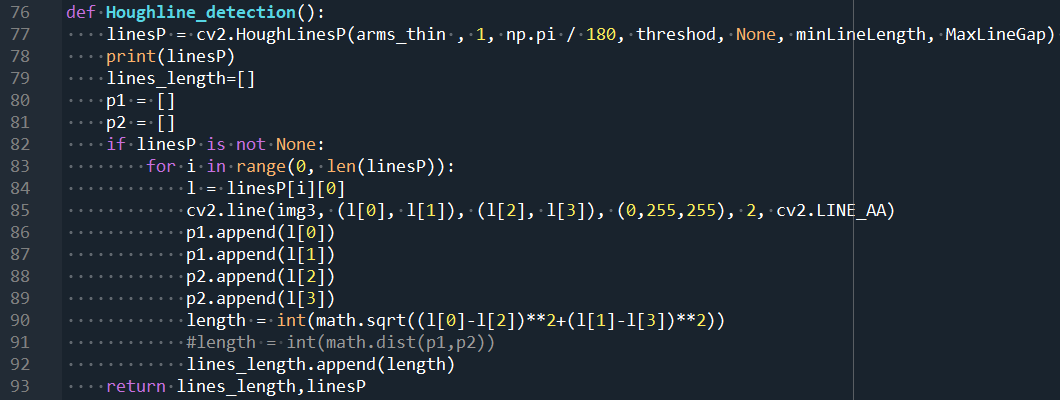 76 def Houghline_detection():
77     linesP = cv2.HoughLinesP(arms_thin , 1, np.pi / 180, threshod, None, minLineLength, MaxLineGap)
78     print(linesP)
79     lines_length=[]
80     p1 = []
81     p2 = []
82     if linesP is not None:
83         for i in range(0, len(linesP)):
84             l = linesP[i][0]
85             cv2.line(img3, (l[0], l[1]), (l[2], l[3]), (0,255,255), 2, cv2.LINE_AA)
86             p1.append(l[0])
87             p1.append(l[1])
88             p2.append(l[2])
89             p2.append(l[3])
90             length = int(math.sqrt((l[0]-l[2])**2+(l[1]-l[3])**2))
91             #length = int(math.dist(p1,p2))
92             lines_length.append(length)
93     return lines_length,linesP